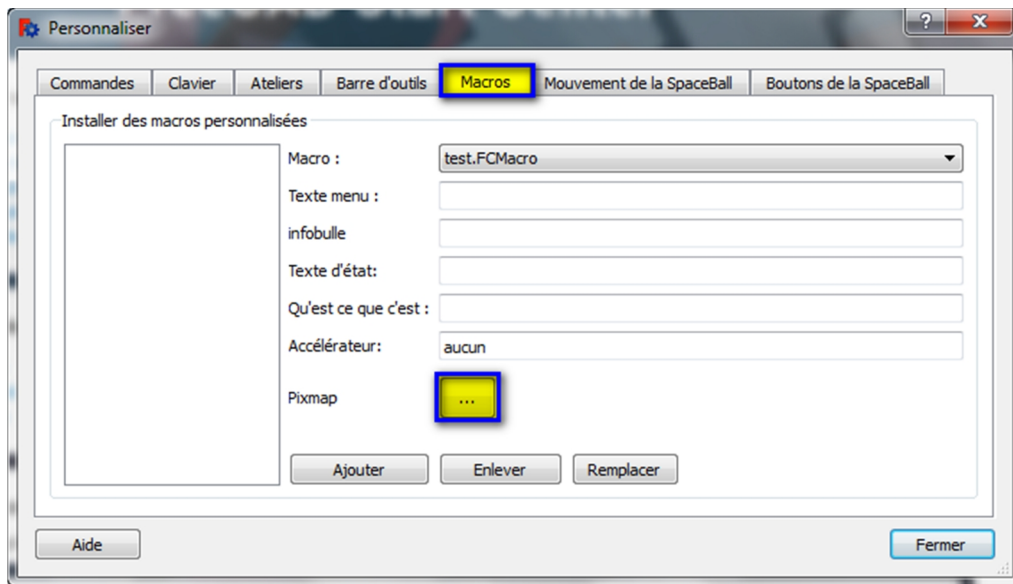 Personnaliser
Commandes Clavier Ateliers Barre d'outils Macros Mouvement de la SpaceBall Boutons de la SpaceBall
Installer des macros personnalisées
Macro : test.FCMacro
Texte menu :
infobulle
Texte d'état:
Qu'est ce que c'est :
Accélérateur: aucun
Pixmap ...
Ajouter Enlever Remplacer
Aide Fermer